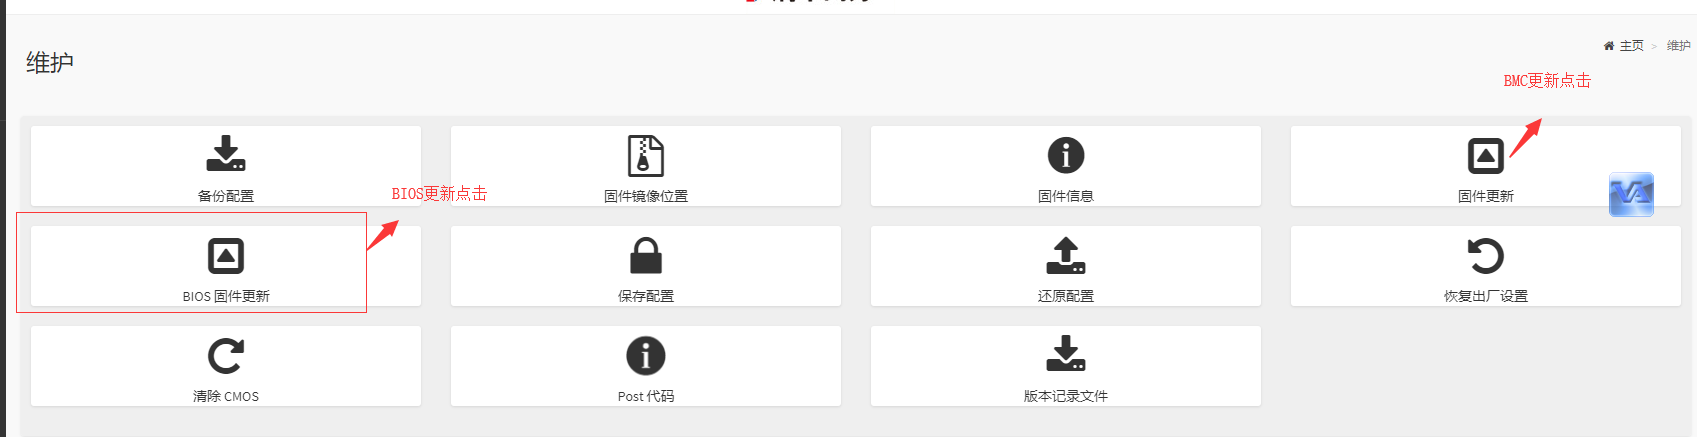 维护
主页 > 维护
BMC更新点击
备份配置
固件镜像位置
固件信息
固件更新
BIOS更新点击
VA
BIOS 固件更新
保存配置
还原配置
恢复出厂设置
清除 CMOS
Post 代码
版本记录文件